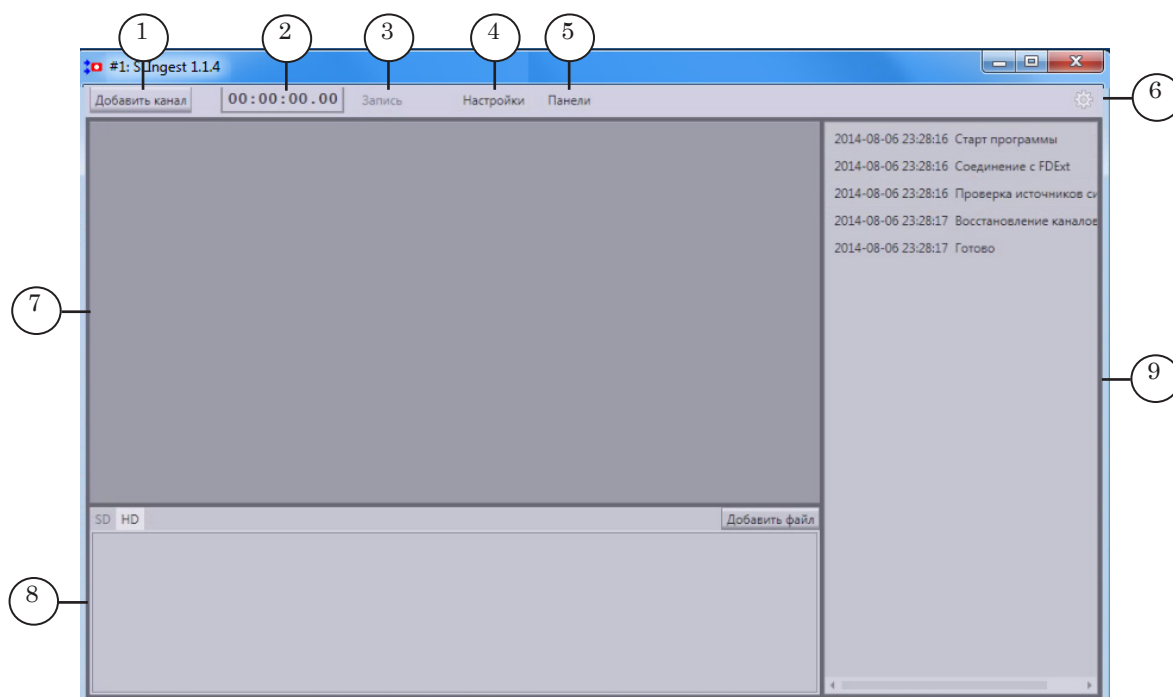 1 2 3 4 5
#1: SLIngest 1.1.4
Добавить канал 00:00:00.00 Запись Настройки Панели
6
2014-08-06 23:28:16 Старт программы
2014-08-06 23:28:16 Соединение с FDExt
2014-08-06 23:28:16 Проверка источников си
2014-08-06 23:28:17 Восстановление каналов
2014-08-06 23:28:17 Готово
7
9
SD HD Добавить файл
8